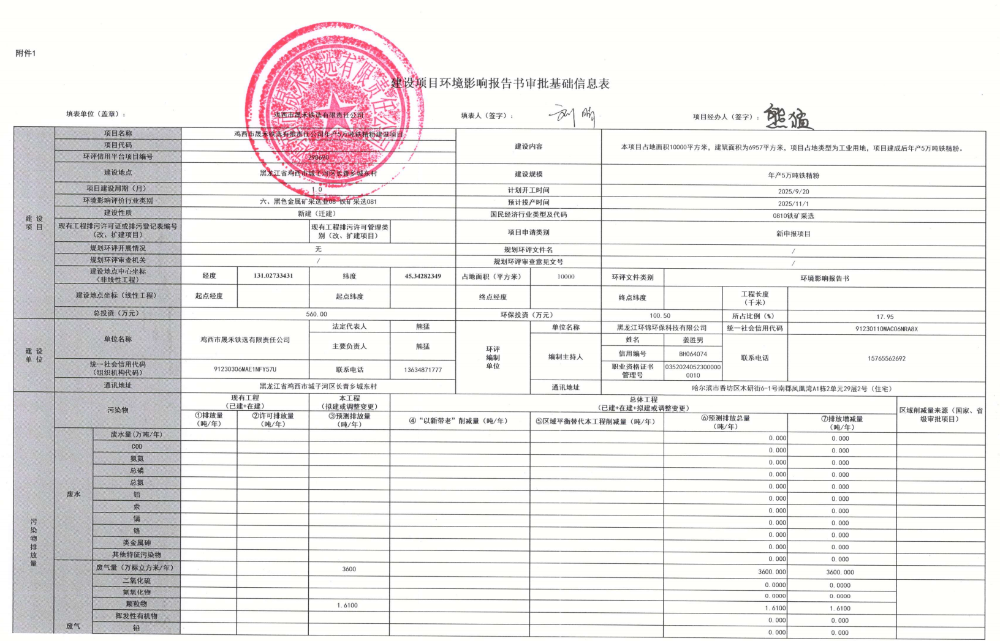 附件1
建设项目环境影响报告书审批基础信息表
填表单位（盖章）： 鸡西市晟禾铁选有限责任公司 填表人（签字）： 项目经办人（签字）： 熊猛
建设项目
项目名称 鸡西市晟禾铁选有限责任公司年产5万吨铁精粉建设项目 建设内容 本项目占地面积10000平方米，建筑面积为6957平方米，项目占地类型为工业用地，项目建成后年产5万吨铁精粉。
项目代码
环评信用平台项目编号 298690
建设地点 黑龙江省鸡西市城子河区长青乡城东村 建设规模 年产5万吨铁精粉
项目建设周期（月） 1.0 计划开工时间 2025/9/20
环境影响评价行业类别 六、黑色金属矿采选业08 铁矿采选081 预计投产时间 2025/11/1
建设性质 新建（迁建） 国民经济行业类型及代码 0810铁矿采选
现有工程排污许可证或排污登记表编号（改、扩建项目） 现有工程排污许可管理类别（改、扩建项目） 项目申请类别 新申报项目
规划环评开展情况 无 规划环评文件名 /
规划环评审查机关 / 规划环评审查意见文号 /
建设地点中心坐标（非线性工程） 经度 131.02733431 纬度 45.34282349 占地面积（平方米） 10000 环评文件类别 环境影响报告书
建设地点坐标（线性工程） 起点经度 起点纬度 终点经度 终点纬度 工程长度（千米）
总投资（万元） 560.00 环保投资（万元） 100.50 所占比例（%） 17.95
建设单位
单位名称 鸡西市晟禾铁选有限责任公司 法定代表人 熊猛 环评编制单位 单位名称 黑龙江环锦环保科技有限公司 统一社会信用代码 91230110MAC06NRA8X
主要负责人 熊猛 编制主持人 姓名 姜胜男 联系电话 15765562692
信用编号 BH064074
统一社会信用代码（组织机构代码） 91230306MAE1NFY57U 联系电话 13634871777 职业资格证书管理号 03520240523000000010
通讯地址 黑龙江省鸡西市城子河区长青乡城东村 通讯地址 哈尔滨市香坊区木研街6-1号南郡凤凰湾A1栋2单元29层2号（住宅）
污染物排放量
污染物 现有工程（已建+在建） 本工程（拟建或调整变更） 总体工程（已建+在建+拟建或调整变更） 区域削减量来源（国家、省级审批项目）
①排放量（吨/年） ②许可排放量（吨/年） ③预测排放量（吨/年） ④“以新带老”削减量（吨/年） ⑤区域平衡替代本工程削减量（吨/年） ⑥预测排放总量（吨/年） ⑦排放增减量（吨/年）
废水
废水量(万吨/年) 0.000 0.000
COD 0.000 0.000
氨氮 0.000 0.000
总磷 0.000 0.000
总氮 0.000 0.000
铅 0.000 0.000
汞 0.000 0.000
镉 0.000 0.000
铬 0.000 0.000
类金属砷 0.000 0.000
其他特征污染物 0.000 0.000
废气
废气量（万标立方米/年） 3600 3600.000 3600.000
二氧化硫 0.0000 0.0000
氮氧化物 0.0000 0.0000
颗粒物 1.6100 1.6100 1.6100
挥发性有机物 0.000 0.000
铅 0.000 0.000